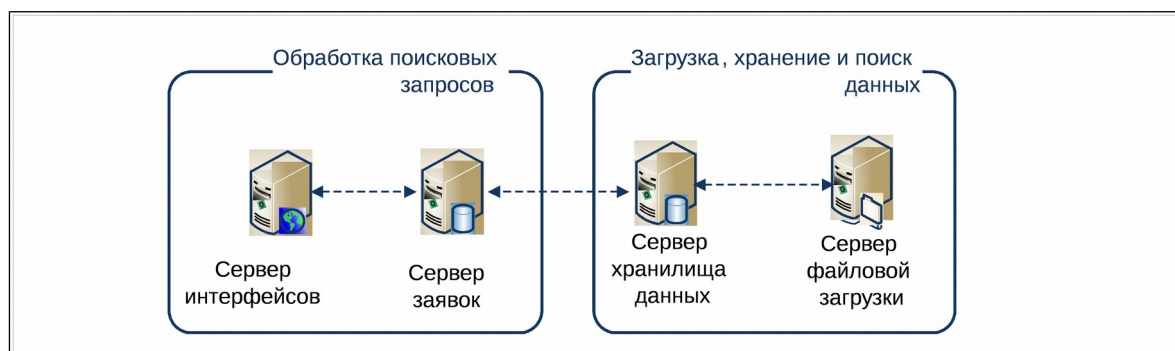 Обработка поисковых
запросов
Загрузка, хранение и поиск
данных
Сервер
интерфейсов
Сервер
заявок
Сервер
хранилища
данных
Сервер
файловой
загрузки